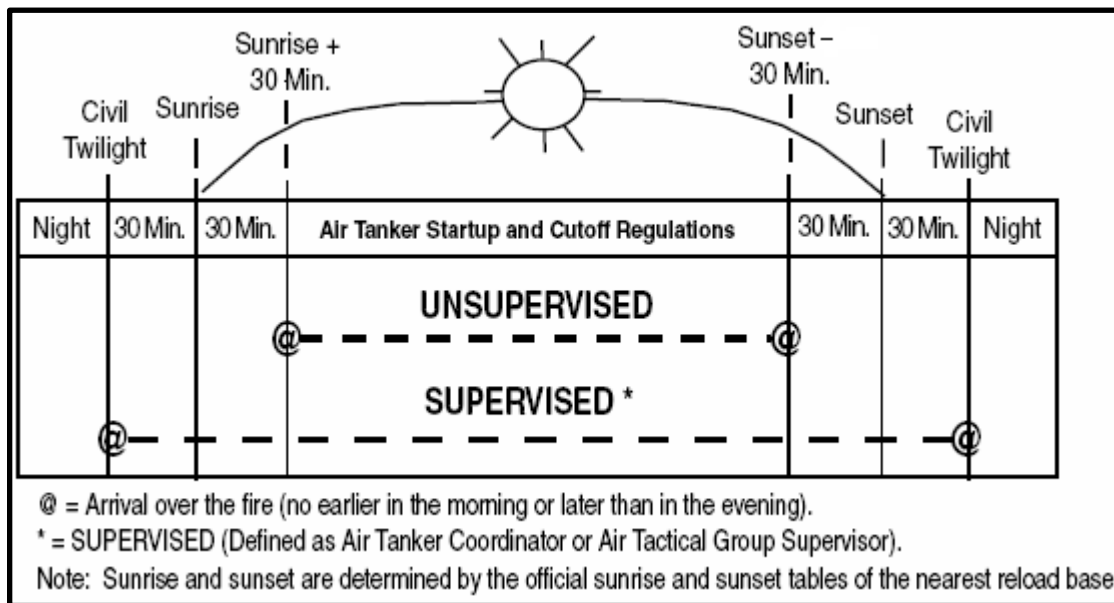 Sunrise +
30 Min.
Sunset –
30 Min.
Civil
Twilight
Sunrise
Sunset
Civil
Twilight
Night
30 Min.
30 Min.
Air Tanker Startup and Cutoff Regulations
30 Min.
30 Min.
Night
UNSUPERVISED
@
@
SUPERVISED *
@
@
@ = Arrival over the fire (no earlier in the morning or later than in the evening).
* = SUPERVISED (Defined as Air Tanker Coordinator or Air Tactical Group Supervisor).
Note: Sunrise and sunset are determined by the official sunrise and sunset tables of the nearest reload base